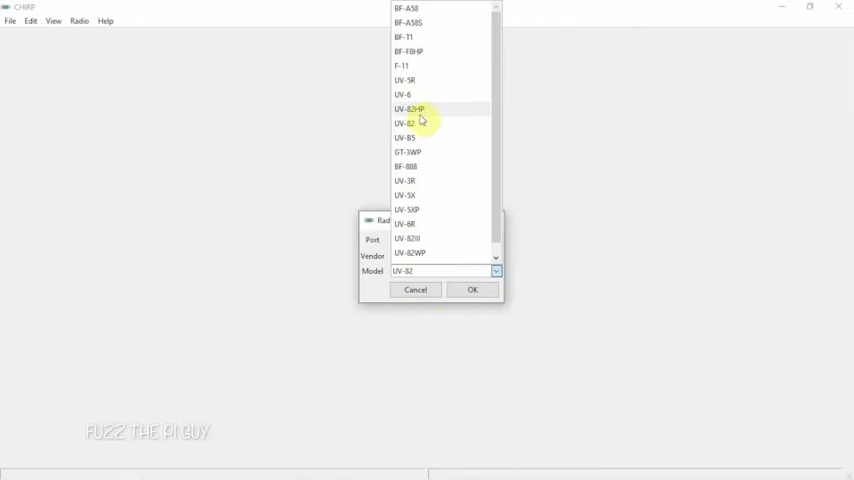 CHIRP
File Edit View Radio Help
BF-A58
BF-A58S
BF-T1
BF-F8HP
F-11
UV-5R
UV-6
UV-82HP
UV-82
UV-B5
GT-3WP
BF-888
UV-3R
UV-5X
UV-5XP
UV-6R
UV-82III
UV-82WP
Rad
Port
Vendor
Model UV-82
Cancel OK
FUZZ THE PI GUY